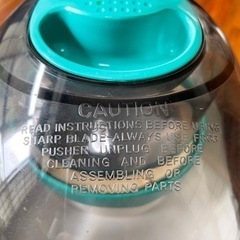 CAUTION
READ INSTRUCTIONS BEFORE USING
SHARP BLADE ALWAYS USE FOOD
PUSHER UNPLUG BEFORE
CLEANING AND BEFORE
ASSEMBLING OR
REMOVING PARTS